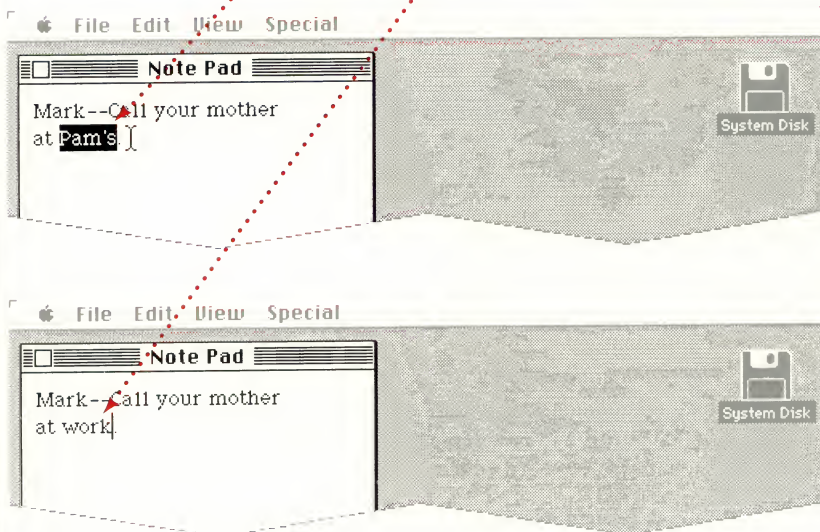 File Edit View Special
Note Pad
Mark--Call your mother
at Pam's.
System Disk
File Edit View Special
Note Pad
Mark--Call your mother
at work.
System Disk